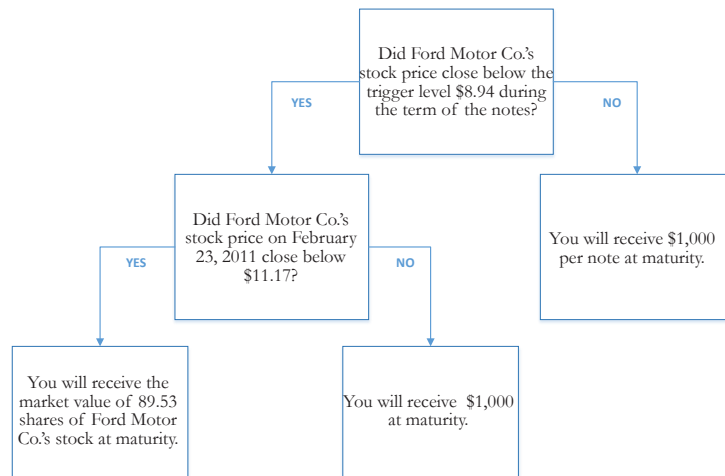 Did Ford Motor Co.'s
stock price close below the
trigger level $8.94 during
the term of the notes?
YES
NO
Did Ford Motor Co.'s
stock price on February
23, 2011 close below
$11.17?
You will receive $1,000
per note at maturity.
YES
NO
You will receive the
market value of 89.53
shares of Ford Motor
Co.'s stock at maturity.
You will receive $1,000
at maturity.